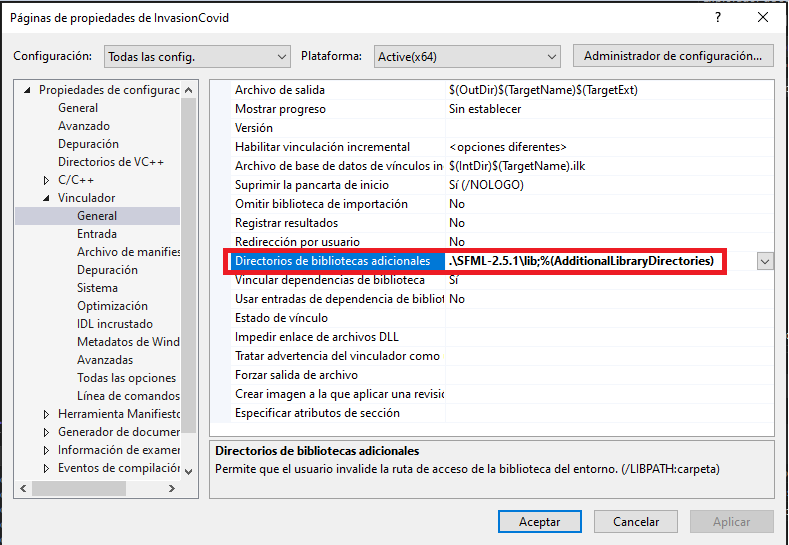 Páginas de propiedades de InvasionCovid
Configuración: Todas las config. Plataforma: Active(x64) Administrador de configuración...
Propiedades de configurac
General
Avanzado
Depuración
Directorios de VC++
C/C++
Vinculador
General
Entrada
Archivo de manifies
Depuración
Sistema
Optimización
IDL incrustado
Metadatos de Wind
Avanzadas
Todas las opciones
Línea de comandos
Herramienta Manifiesto
Generador de documer
Información de examer
Eventos de compilación
Archivo de salida $(OutDir)$(TargetName)$(TargetExt)
Mostrar progreso Sin establecer
Versión
Habilitar vinculación incremental <opciones diferentes>
Archivo de base de datos de vínculos in $(IntDir)$(TargetName).ilk
Suprimir la pancarta de inicio Sí (/NOLOGO)
Omitir biblioteca de importación No
Registrar resultados No
Redirección por usuario No
Directorios de bibliotecas adicionales .\SFML-2.5.1\lib;%(AdditionalLibraryDirectories)
Vincular dependencias de biblioteca Sí
Usar entradas de dependencia de bibliot No
Estado de vínculo
Impedir enlace de archivos DLL
Tratar advertencia del vinculador como
Forzar salida de archivo
Crear imagen a la que aplicar una revisió
Especificar atributos de sección
Directorios de bibliotecas adicionales
Permite que el usuario invalide la ruta de acceso de la biblioteca del entorno. (/LIBPATH:carpeta)
Aceptar Cancelar Aplicar